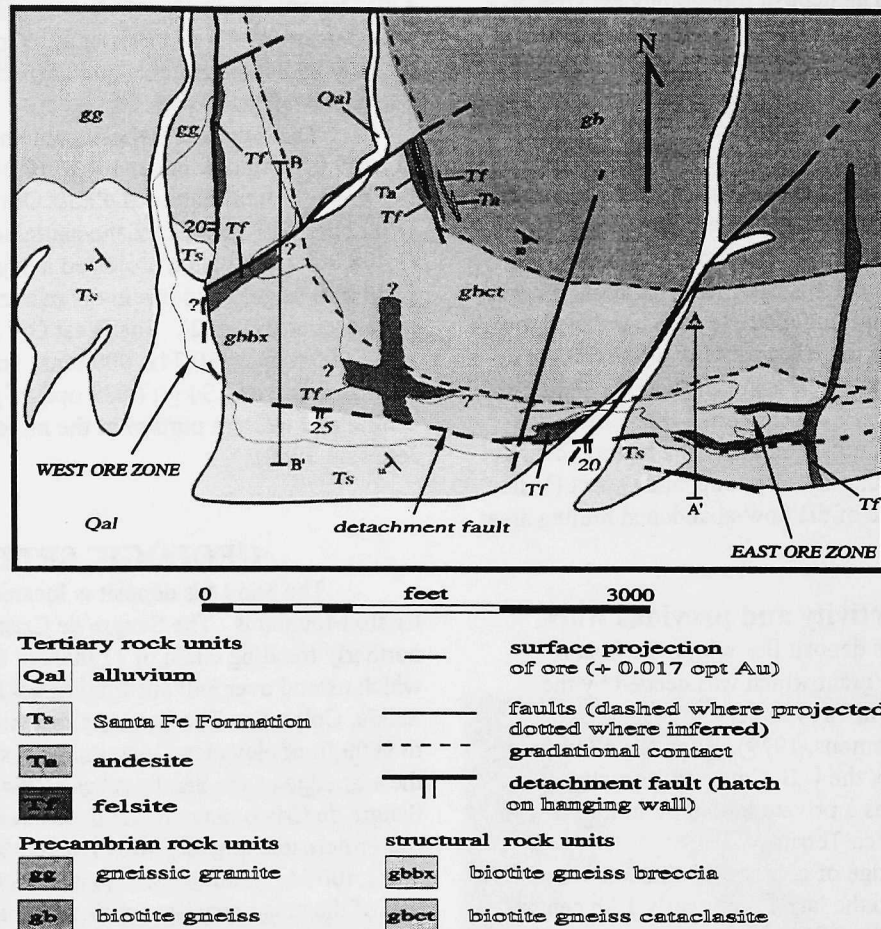 N
Qal
gg
gb
gg
Tf
B
Tf
Ta
Ta
Tf
20
Tf
?
Ts
?
Ts
?
gbct
gbbx
A
?
Tf
?
25
Ts
20
Ts
B'
Tf
A'
Tf
WEST ORE ZONE
detachment fault
EAST ORE ZONE
Qal
0 feet 3000
Tertiary rock units
Qal alluvium
Ts Santa Fe Formation
Ta andesite
Tf felsite
surface projection
of ore (+ 0.017 opt Au)
faults (dashed where projected
dotted where inferred)
gradational contact
detachment fault (hatch
on hanging wall)
Precambrian rock units
gg gneissic granite
gb biotite gneiss
structural rock units
gbbx biotite gneiss breccia
gbct biotite gneiss cataclasite